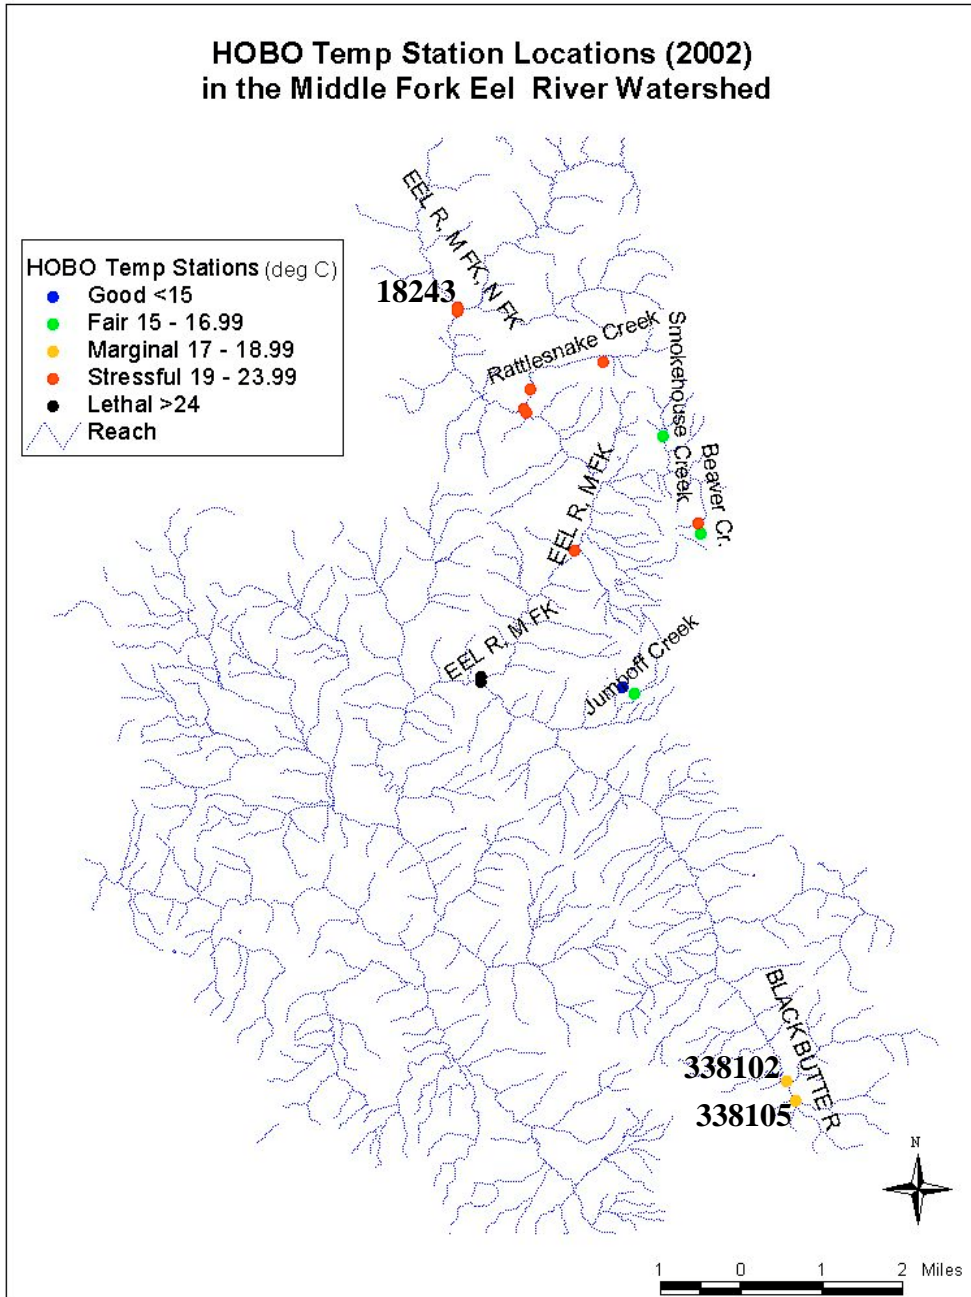 HOBO Temp Station Locations (2002)
in the Middle Fork Eel River Watershed
EEL R, M FK, N FK
HOBO Temp Stations (deg C)
Good <15
Fair 15 - 16.99
Marginal 17 - 18.99
Stressful 19 - 23.99
Lethal >24
Reach
18243
Rattlesnake Creek
Smokehouse Creek
Beaver Cr.
EEL R, M FK
EEL R, M FK
Jumpoff Creek
BLACK BUTTE R
338102
338105
N
1 0 1 2 Miles